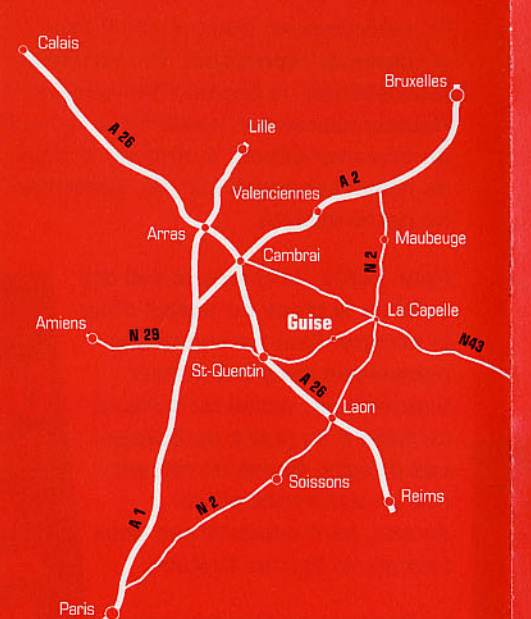 Calais
Bruxelles
A 26
Lille
A 2
Valenciennes
Arras
Maubeuge
Cambrai
N 2
La Capelle
Amiens
Guise
N 29
N43
St-Quentin
A 26
Laon
Soissons
Reims
N 2
A 1
Paris